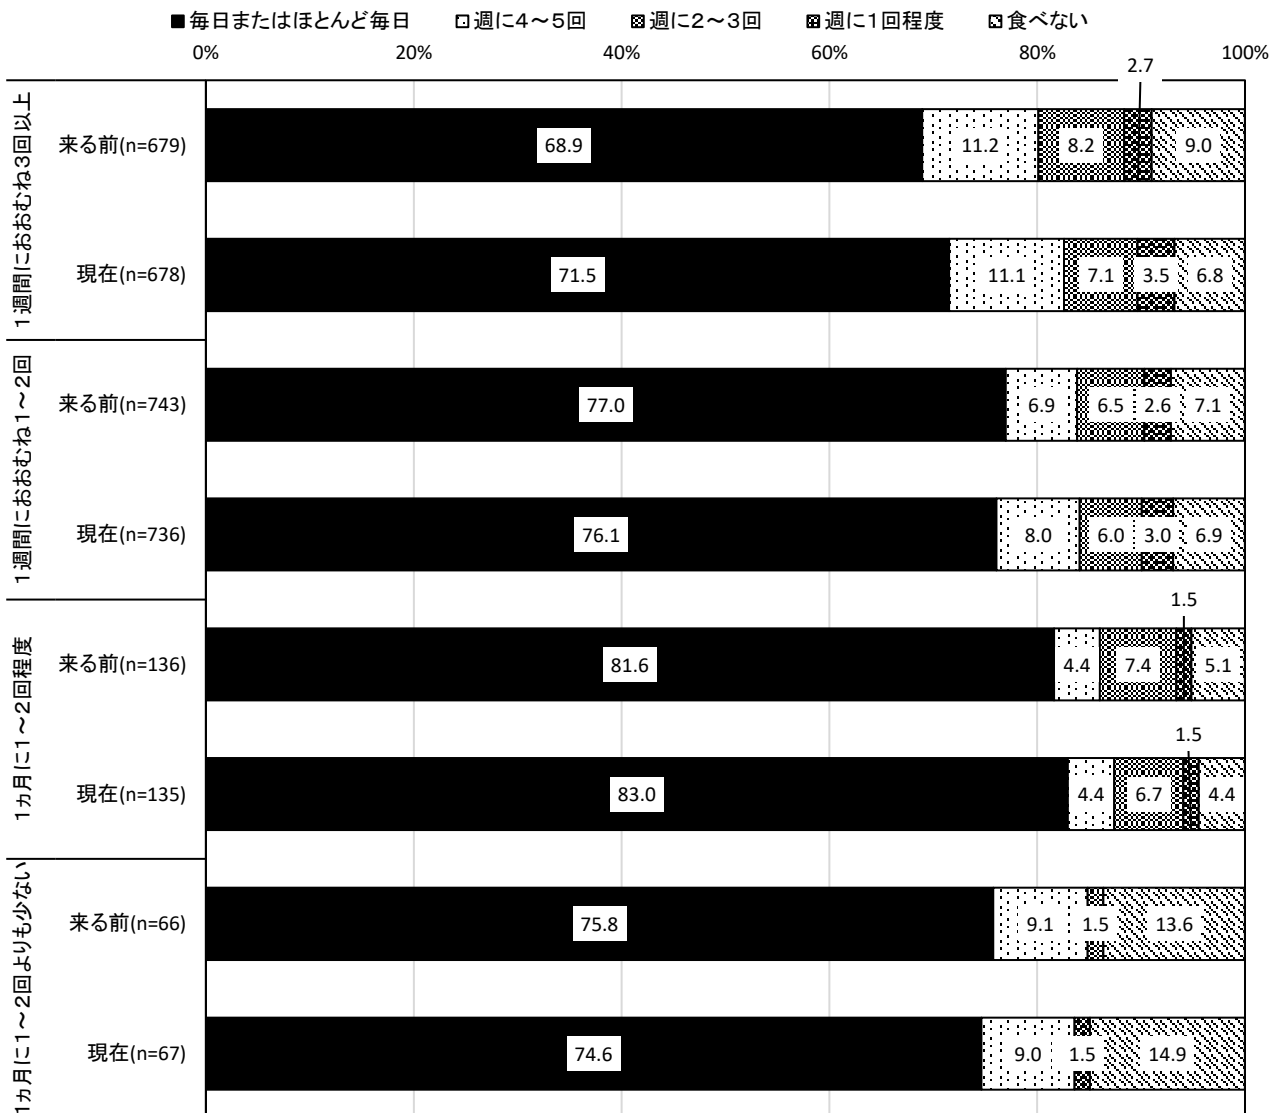 毎日またはほとんど毎日 週に4～5回 週に2～3回 週に1回程度 食べない
0% 20% 40% 60% 80% 100%
2.7
1週間におおむね3回以上
来る前(n=679) 68.9 11.2 8.2 9.0
現在(n=678) 71.5 11.1 7.1 3.5 6.8
1週間におおむね1～2回
来る前(n=743) 77.0 6.9 6.5 2.6 7.1
現在(n=736) 76.1 8.0 6.0 3.0 6.9
1ヵ月に1～2回程度
1.5
来る前(n=136) 81.6 4.4 7.4 5.1
1.5
現在(n=135) 83.0 4.4 6.7 4.4
1ヵ月に1～2回よりも少ない
来る前(n=66) 75.8 9.1 1.5 13.6
現在(n=67) 74.6 9.0 1.5 14.9